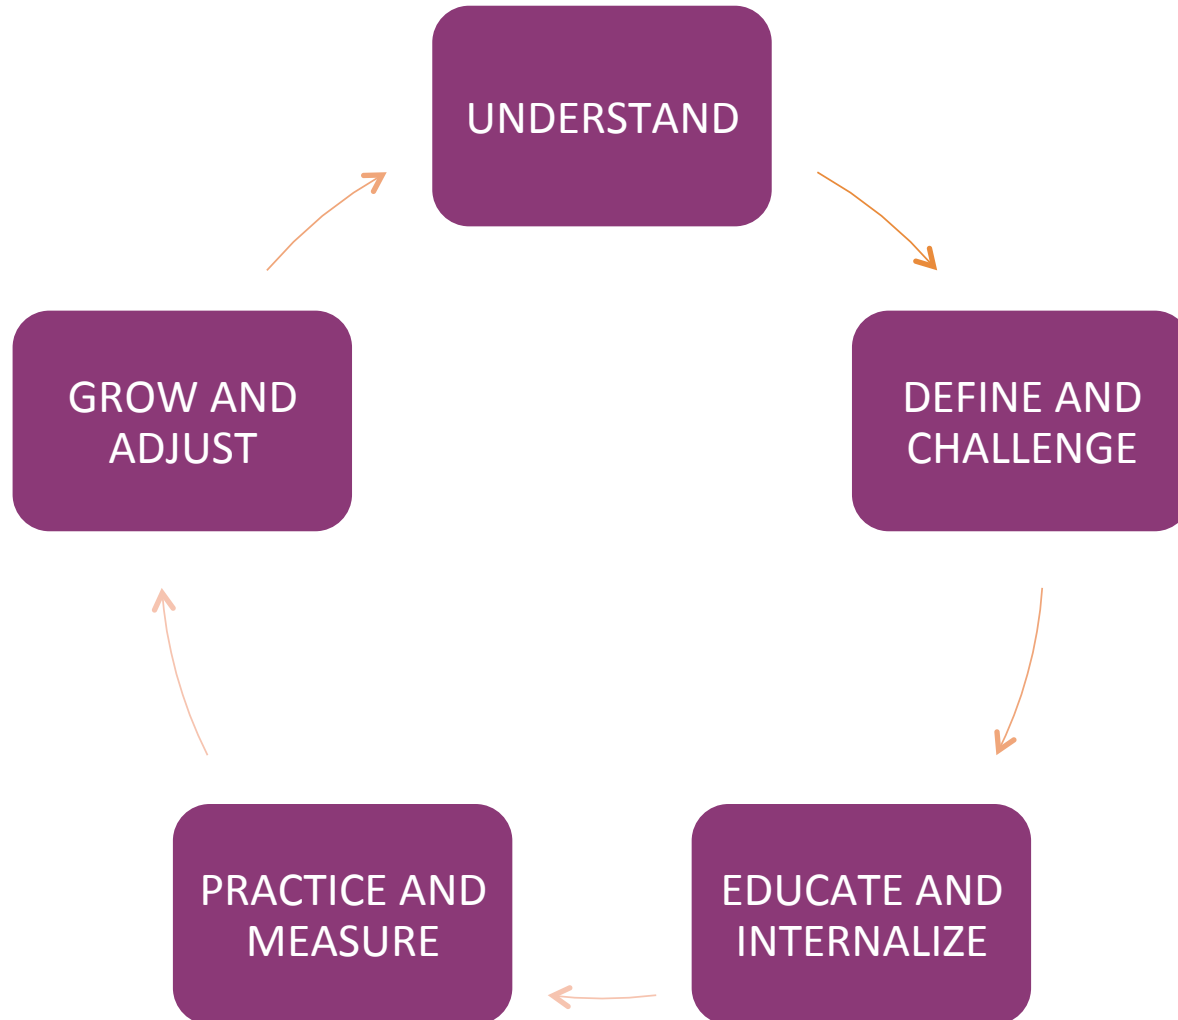 UNDERSTAND
DEFINE AND
CHALLENGE
EDUCATE AND
INTERNALIZE
PRACTICE AND
MEASURE
GROW AND
ADJUST